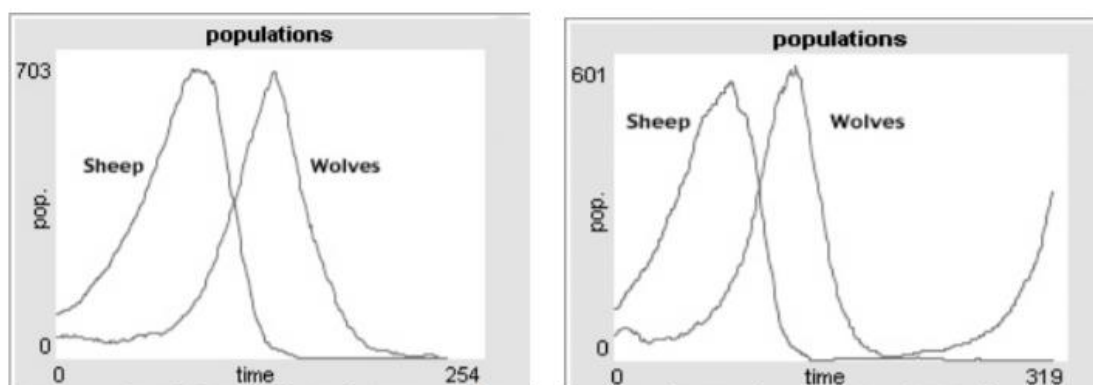 populations
703
Sheep
Wolves
pop.
0
0
time
254
populations
601
Sheep
Wolves
pop.
0
0
time
319